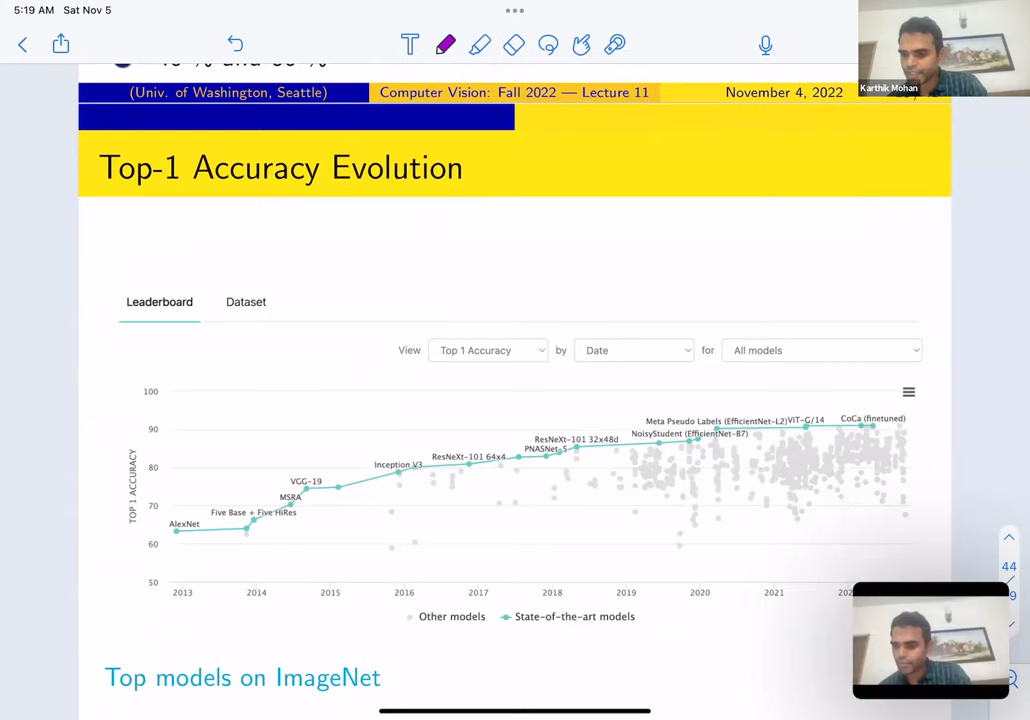 5:19 AM Sat Nov 5
Karthik Mohan
(Univ. of Washington, Seattle)
Computer Vision: Fall 2022 — Lecture 11
November 4, 2022
Top-1 Accuracy Evolution
Leaderboard
Dataset
View
Top 1 Accuracy
by
Date
for
All models
100
90
80
70
60
50
TOP 1 ACCURACY
AlexNet
Five Base + Five HiRes
MSRA
VGG-19
Inception V3
ResNeXt-101 64x4
PNASNet-5
ResNeXt-101 32x48d
NoisyStudent (EfficientNet-B7)
Meta Pseudo Labels (EfficientNet-L2)
ViT-G/14
CoCa (finetuned)
2013
2014
2015
2016
2017
2018
2019
2020
2021
Other models
State-of-the-art models
44
Top models on ImageNet